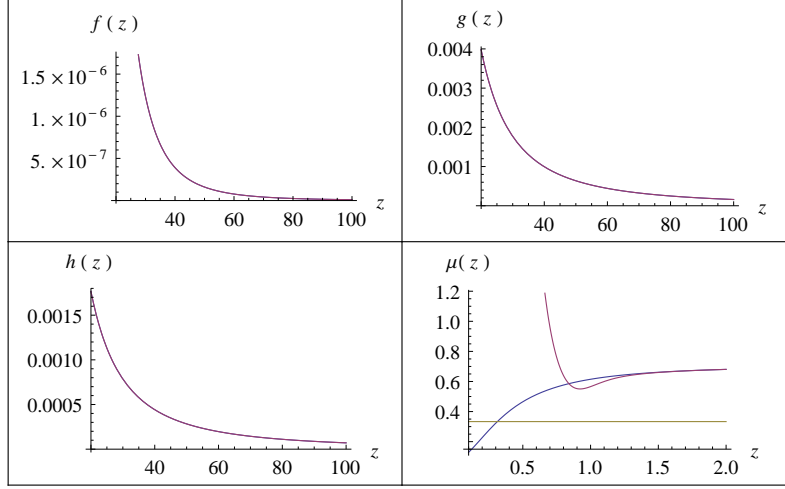 f ( z )
1.5 × 10⁻⁶
1. × 10⁻⁶
5. × 10⁻⁷
40 60 80 100 z
g ( z )
0.004
0.003
0.002
0.001
40 60 80 100 z
h ( z )
0.0015
0.0010
0.0005
40 60 80 100 z
μ( z )
1.2
1.0
0.8
0.6
0.4
0.5 1.0 1.5 2.0 z